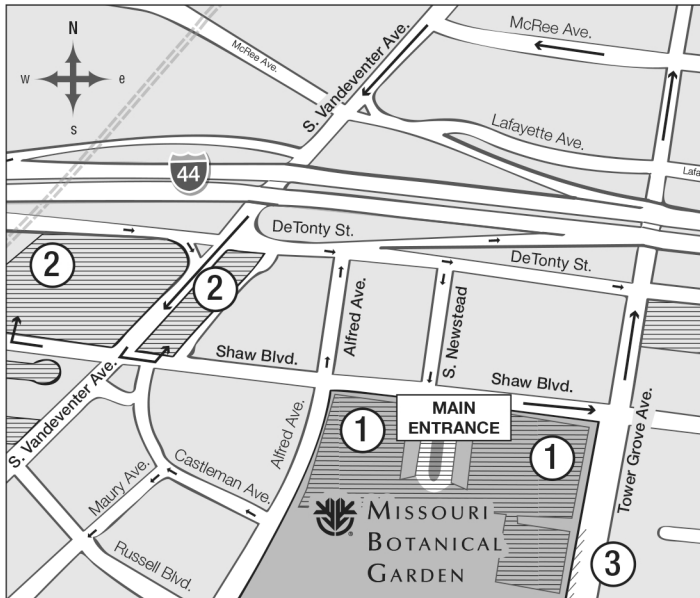 N
w
e
s
McRee Ave.
McRee Ave.
S. Vandeventer Ave.
Lafayette Ave.
Lafa
44
DeTonty St.
DeTonty St.
2
2
Alfred Ave.
S. Newstead
Shaw Blvd.
Shaw Blvd.
MAIN
ENTRANCE
1
1
S. Vandeventer Ave.
Alfred Ave.
Tower Grove Ave.
Castleman Ave.
Maury Ave.
Russell Blvd.
MISSOURI
BOTANICAL
GARDEN
®
3